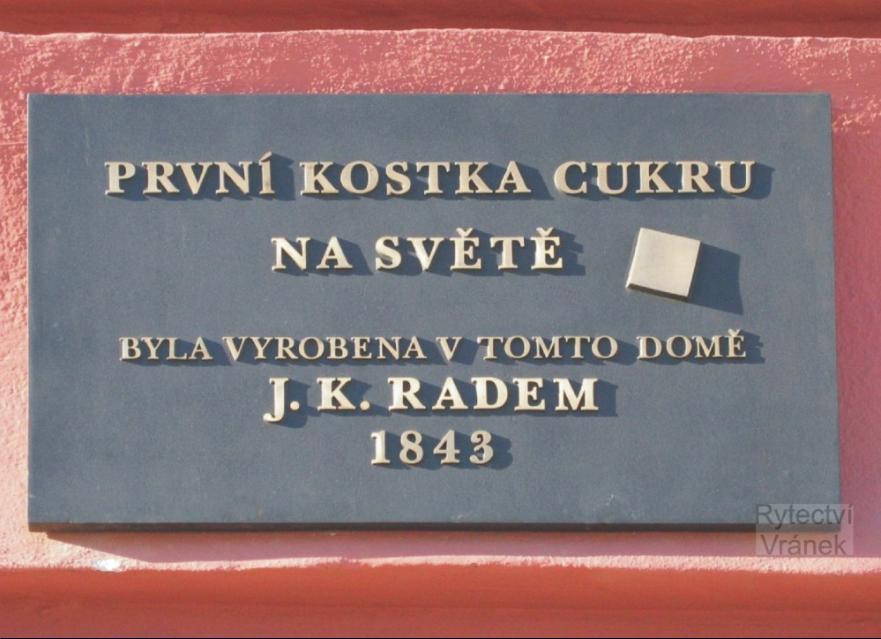 PRVNÍ KOSTKA CUKRU
NA SVĚTĚ
BYLA VYROBENA V TOMTO DOMĚ
J. K. RADEM
1843
Rytectví
Vránek